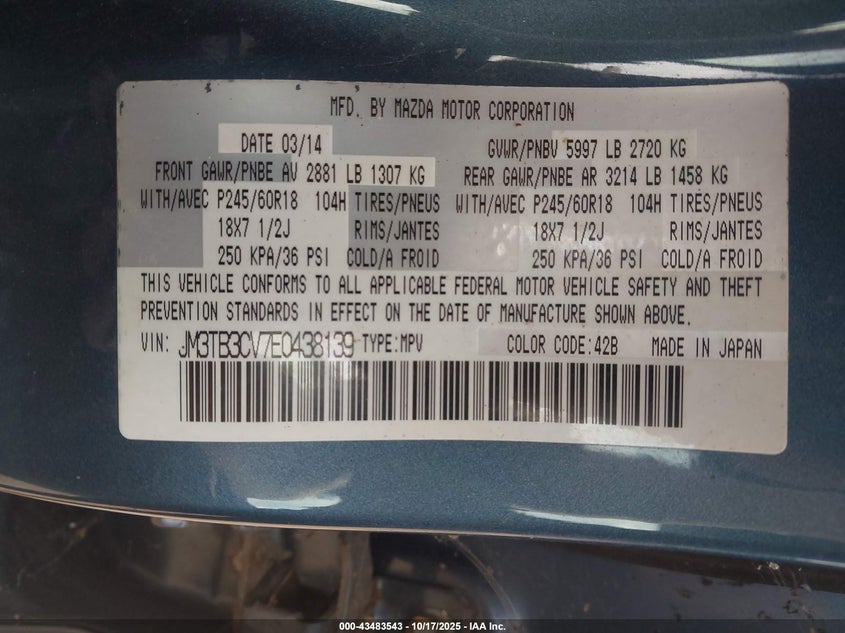 MFD. BY MAZDA MOTOR CORPORATION
DATE 03/14 GVWR/PNBV 5997 LB 2720 KG
FRONT GAWR/PNBE AV 2881 LB 1307 KG REAR GAWR/PNBE AR 3214 LB 1458 KG
WITH/AVEC P245/60R18 104H TIRES/PNEUS WITH/AVEC P245/60R18 104H TIRES/PNEUS
18X7 1/2J RIMS/JANTES 18X7 1/2J RIMS/JANTES
250 KPA/36 PSI COLD/A FROID 250 KPA/36 PSI COLD/A FROID
THIS VEHICLE CONFORMS TO ALL APPLICABLE FEDERAL MOTOR VEHICLE SAFETY AND THEFT
PREVENTION STANDARDS IN EFFECT ON THE DATE OF MANUFACTURE SHOWN ABOVE.
VIN: JM3TB3CV7E0438139 TYPE:MPV COLOR CODE:42B MADE IN JAPAN
000-43483543 - 10/17/2025 - IAA Inc.